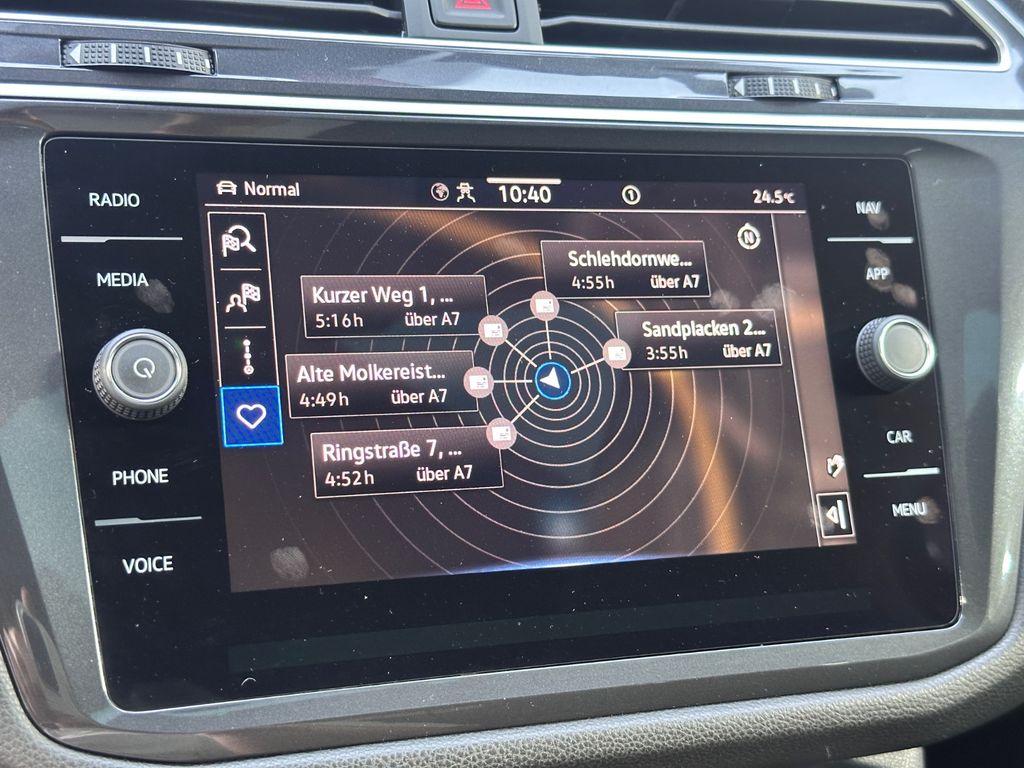 Normal
10:40
1
24.5°C
RADIO
MEDIA
PHONE
VOICE
N
Schlehdornwe...
4:55h über A7
Kurzer Weg 1, ...
5:16h über A7
Sandplacken 2...
3:55h über A7
Alte Molkereist...
4:49h über A7
Ringstraße 7, ...
4:52h über A7
NAV
APP
CAR
MENU